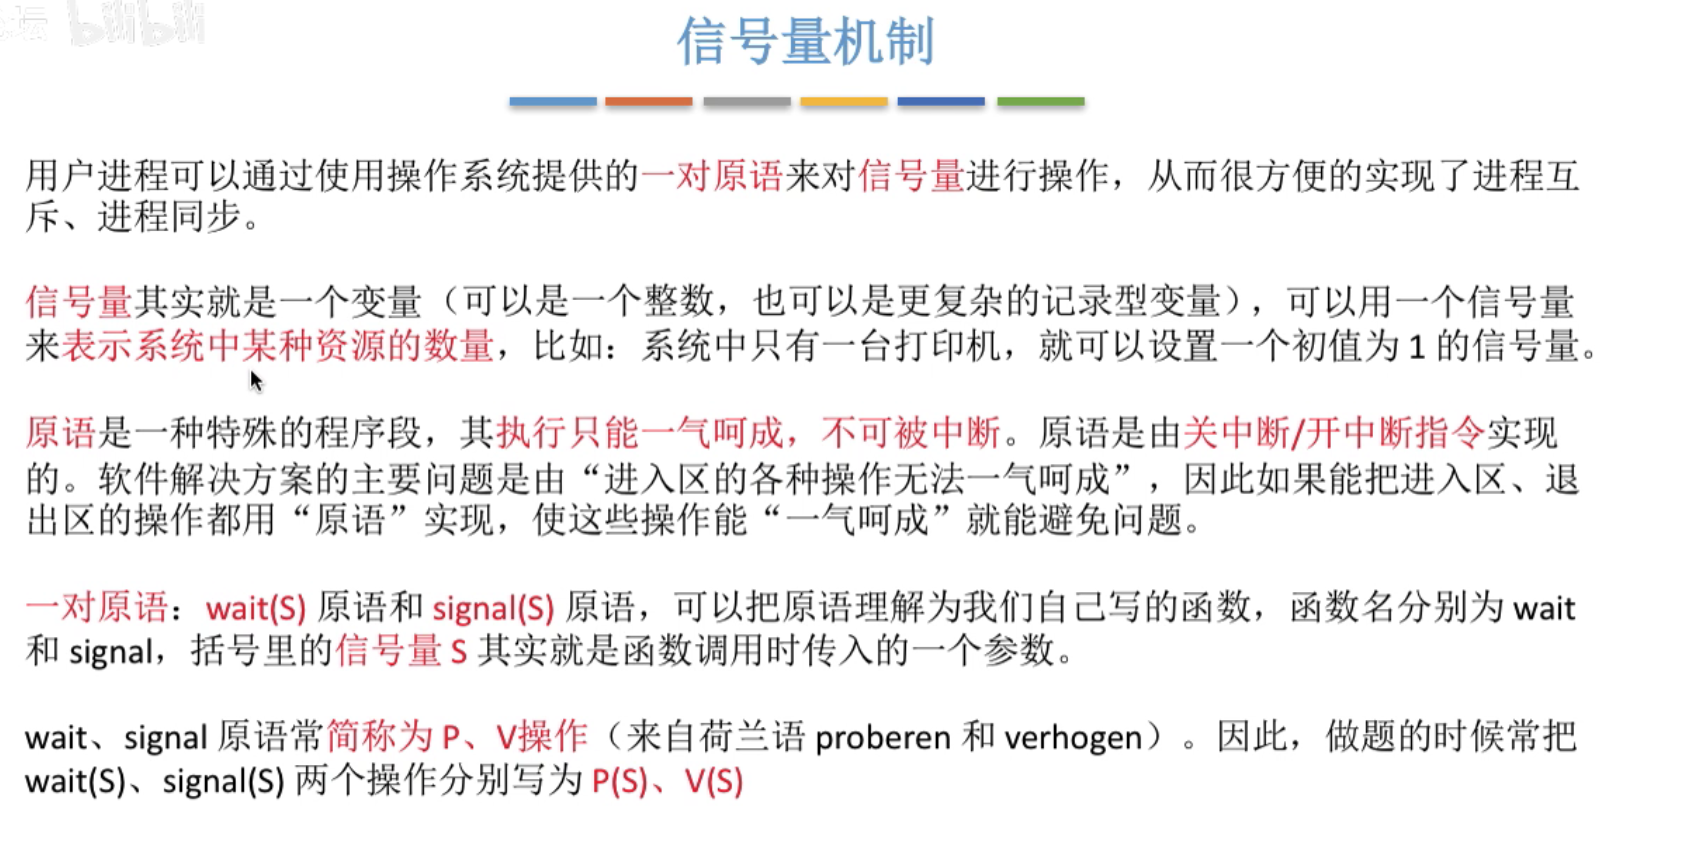 坛 bilibili
信号量机制
用户进程可以通过使用操作系统提供的一对原语来对信号量进行操作，从而很方便的实现了进程互
斥、进程同步。
信号量其实就是一个变量（可以是一个整数，也可以是更复杂的记录型变量），可以用一个信号量
来表示系统中某种资源的数量，比如：系统中只有一台打印机，就可以设置一个初值为 1 的信号量。
原语是一种特殊的程序段，其执行只能一气呵成，不可被中断。原语是由关中断/开中断指令实现
的。软件解决方案的主要问题是由“进入区的各种操作无法一气呵成”，因此如果能把进入区、退
出区的操作都用“原语”实现，使这些操作能“一气呵成”就能避免问题。
一对原语：wait(S) 原语和 signal(S) 原语，可以把原语理解为我们自己写的函数，函数名分别为 wait
和 signal，括号里的信号量 S 其实就是函数调用时传入的一个参数。
wait、signal 原语常简称为 P、V操作（来自荷兰语 proberen 和 verhogen）。因此，做题的时候常把
wait(S)、signal(S) 两个操作分别写为 P(S)、V(S)